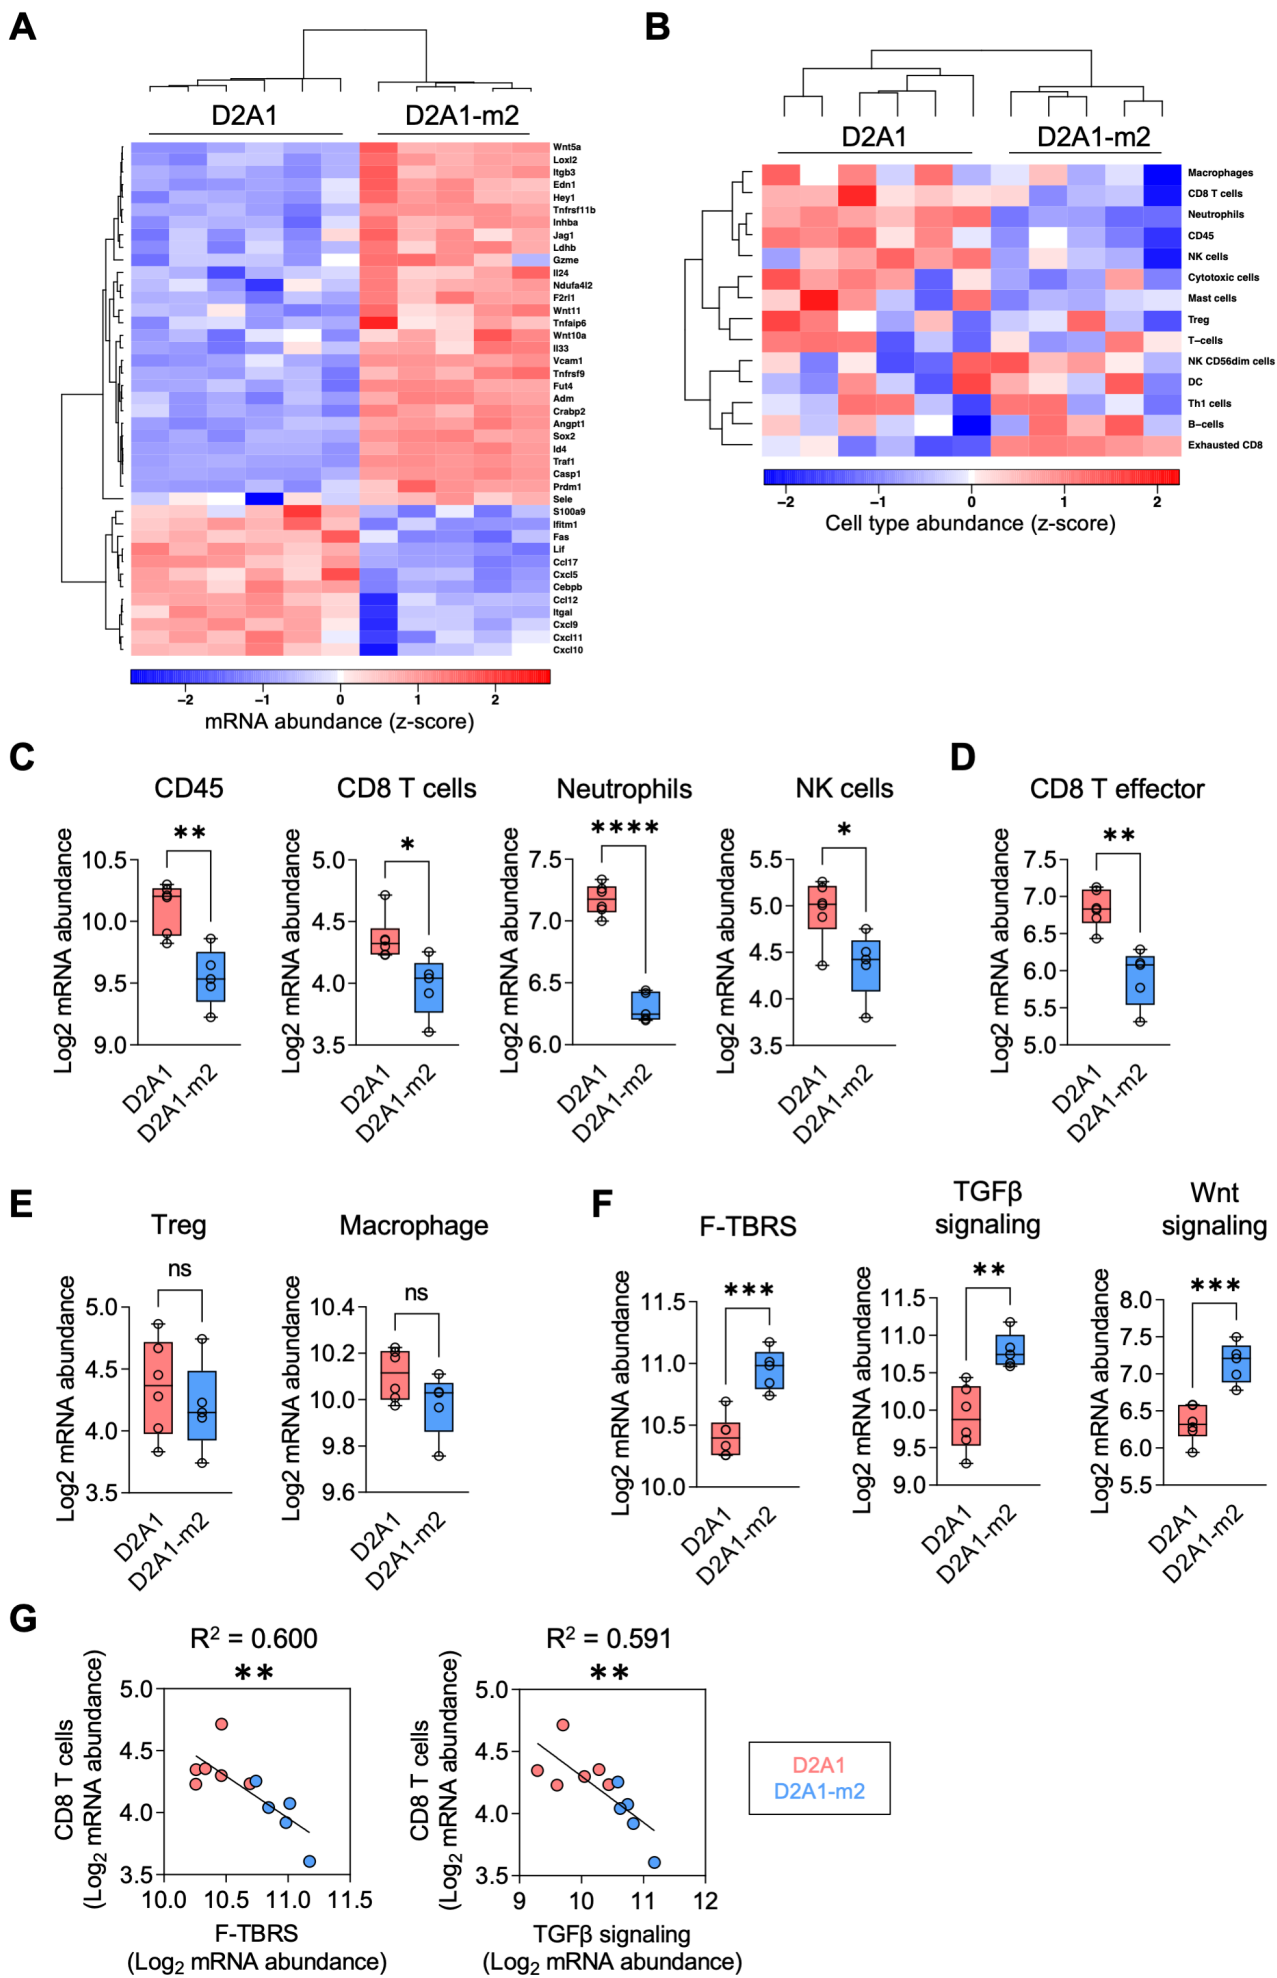 A
D2A1
D2A1-m2
Wnt5a
Loxl2
Itgb3
Edn1
Hey1
Tnfrsf11b
Inhba
Jag1
Ldhb
Gzme
Il24
Ndufa4l2
F2rl1
Wnt11
Tnfaip6
Wnt10a
Il33
Vcam1
Tnfrsf9
Fut4
Adm
Crabp2
Angpt1
Sox2
Id4
Traf1
Casp1
Prdm1
Sele
S100a9
Ifitm1
Fas
Lif
Ccl17
Cxcl5
Cebpb
Ccl12
Itgal
Cxcl9
Cxcl11
Cxcl10
−2 −1 0 1 2
mRNA abundance (z-score)
B
D2A1
D2A1-m2
Macrophages
CD8 T cells
Neutrophils
CD45
NK cells
Cytotoxic cells
Mast cells
Treg
T−cells
NK CD56dim cells
DC
Th1 cells
B−cells
Exhausted CD8
−2 −1 0 1 2
Cell type abundance (z-score)
C
CD45
**
Log2 mRNA abundance
10.5
10.0
9.5
9.0
D2A1
D2A1-m2
CD8 T cells
*
Log2 mRNA abundance
5.0
4.5
4.0
3.5
D2A1
D2A1-m2
Neutrophils
****
Log2 mRNA abundance
7.5
7.0
6.5
6.0
D2A1
D2A1-m2
NK cells
*
Log2 mRNA abundance
5.5
5.0
4.5
4.0
3.5
D2A1
D2A1-m2
D
CD8 T effector
**
Log2 mRNA abundance
7.5
7.0
6.5
6.0
5.5
5.0
D2A1
D2A1-m2
E
Treg
ns
Log2 mRNA abundance
5.0
4.5
4.0
3.5
D2A1
D2A1-m2
Macrophage
ns
Log2 mRNA abundance
10.4
10.2
10.0
9.8
9.6
D2A1
D2A1-m2
F
F-TBRS
***
Log2 mRNA abundance
11.5
11.0
10.5
10.0
D2A1
D2A1-m2
TGFβ
signaling
**
Log2 mRNA abundance
11.5
11.0
10.5
10.0
9.5
9.0
D2A1
D2A1-m2
Wnt
signaling
***
Log2 mRNA abundance
8.0
7.5
7.0
6.5
6.0
5.5
D2A1
D2A1-m2
G
R² = 0.600
**
CD8 T cells
(Log₂ mRNA abundance)
5.0
4.5
4.0
3.5
10.0 10.5 11.0 11.5
F-TBRS
(Log₂ mRNA abundance)
R² = 0.591
**
CD8 T cells
(Log₂ mRNA abundance)
5.0
4.5
4.0
3.5
9 10 11 12
TGFβ signaling
(Log₂ mRNA abundance)
D2A1
D2A1-m2